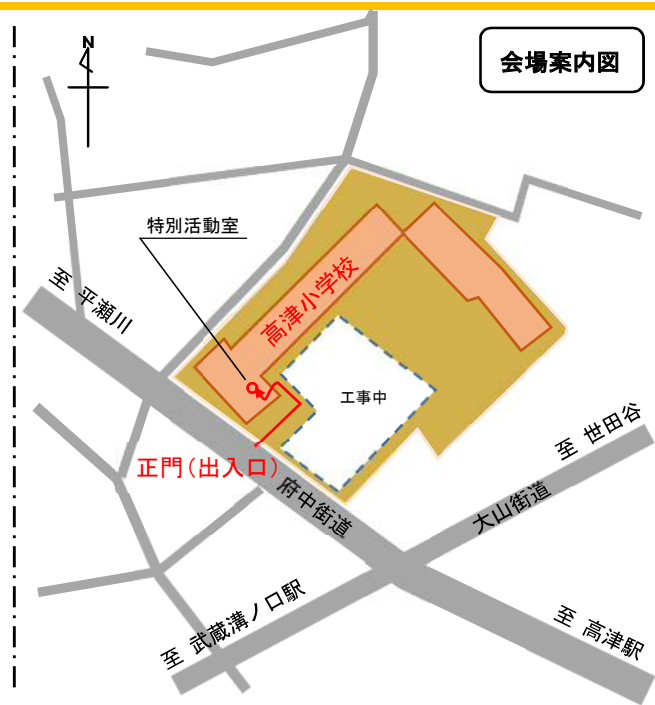 N
会場案内図
特別活動室
至 平瀬川
高津小学校
工事中
正門(出入口)
府中街道
至 世田谷
大山街道
至 武蔵溝ノ口駅
至 高津駅